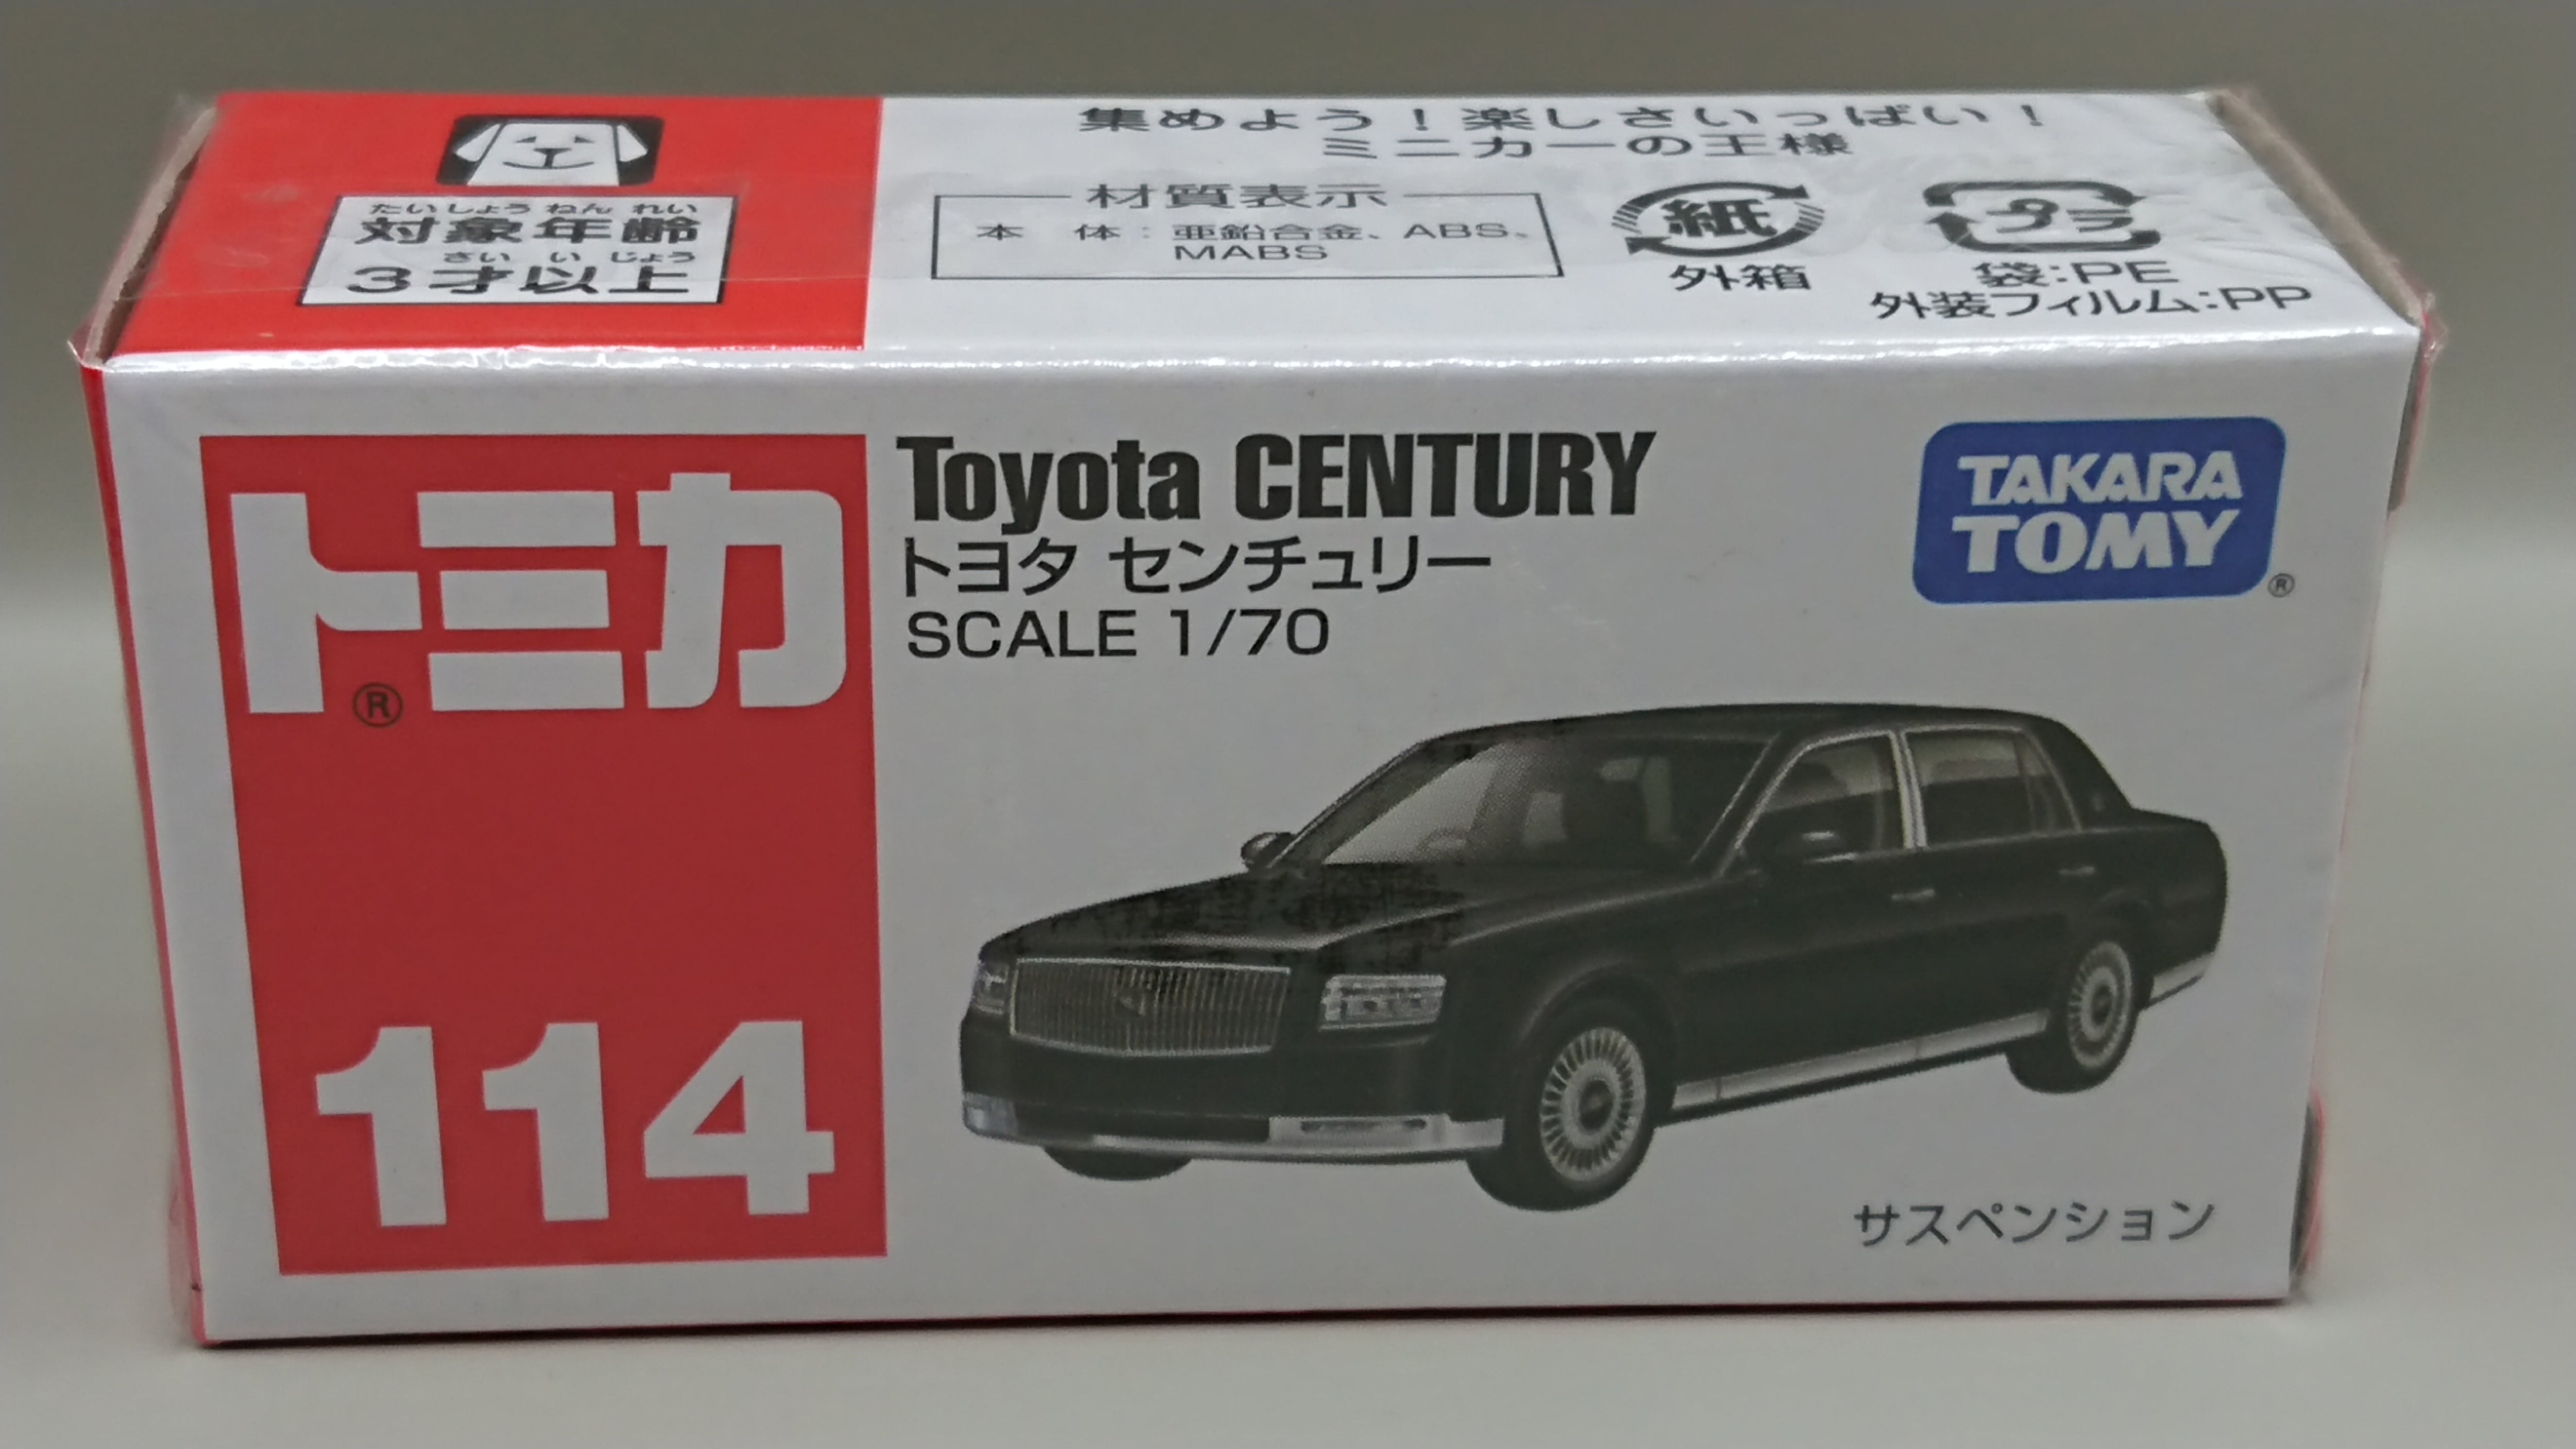 たいしょう ねん れい
対象年齢
さい い じょう
3才以上
集めよう!楽しさいっぱい!
ミニカーの王様
材質表示
本 体:亜鉛合金、ABS、
MABS
紙
外箱
プラ
袋:PE
外装フィルム:PP
トミカ
®
114
Toyota CENTURY
トヨタ センチュリー
SCALE 1/70
TAKARA
TOMY
®
サスペンション